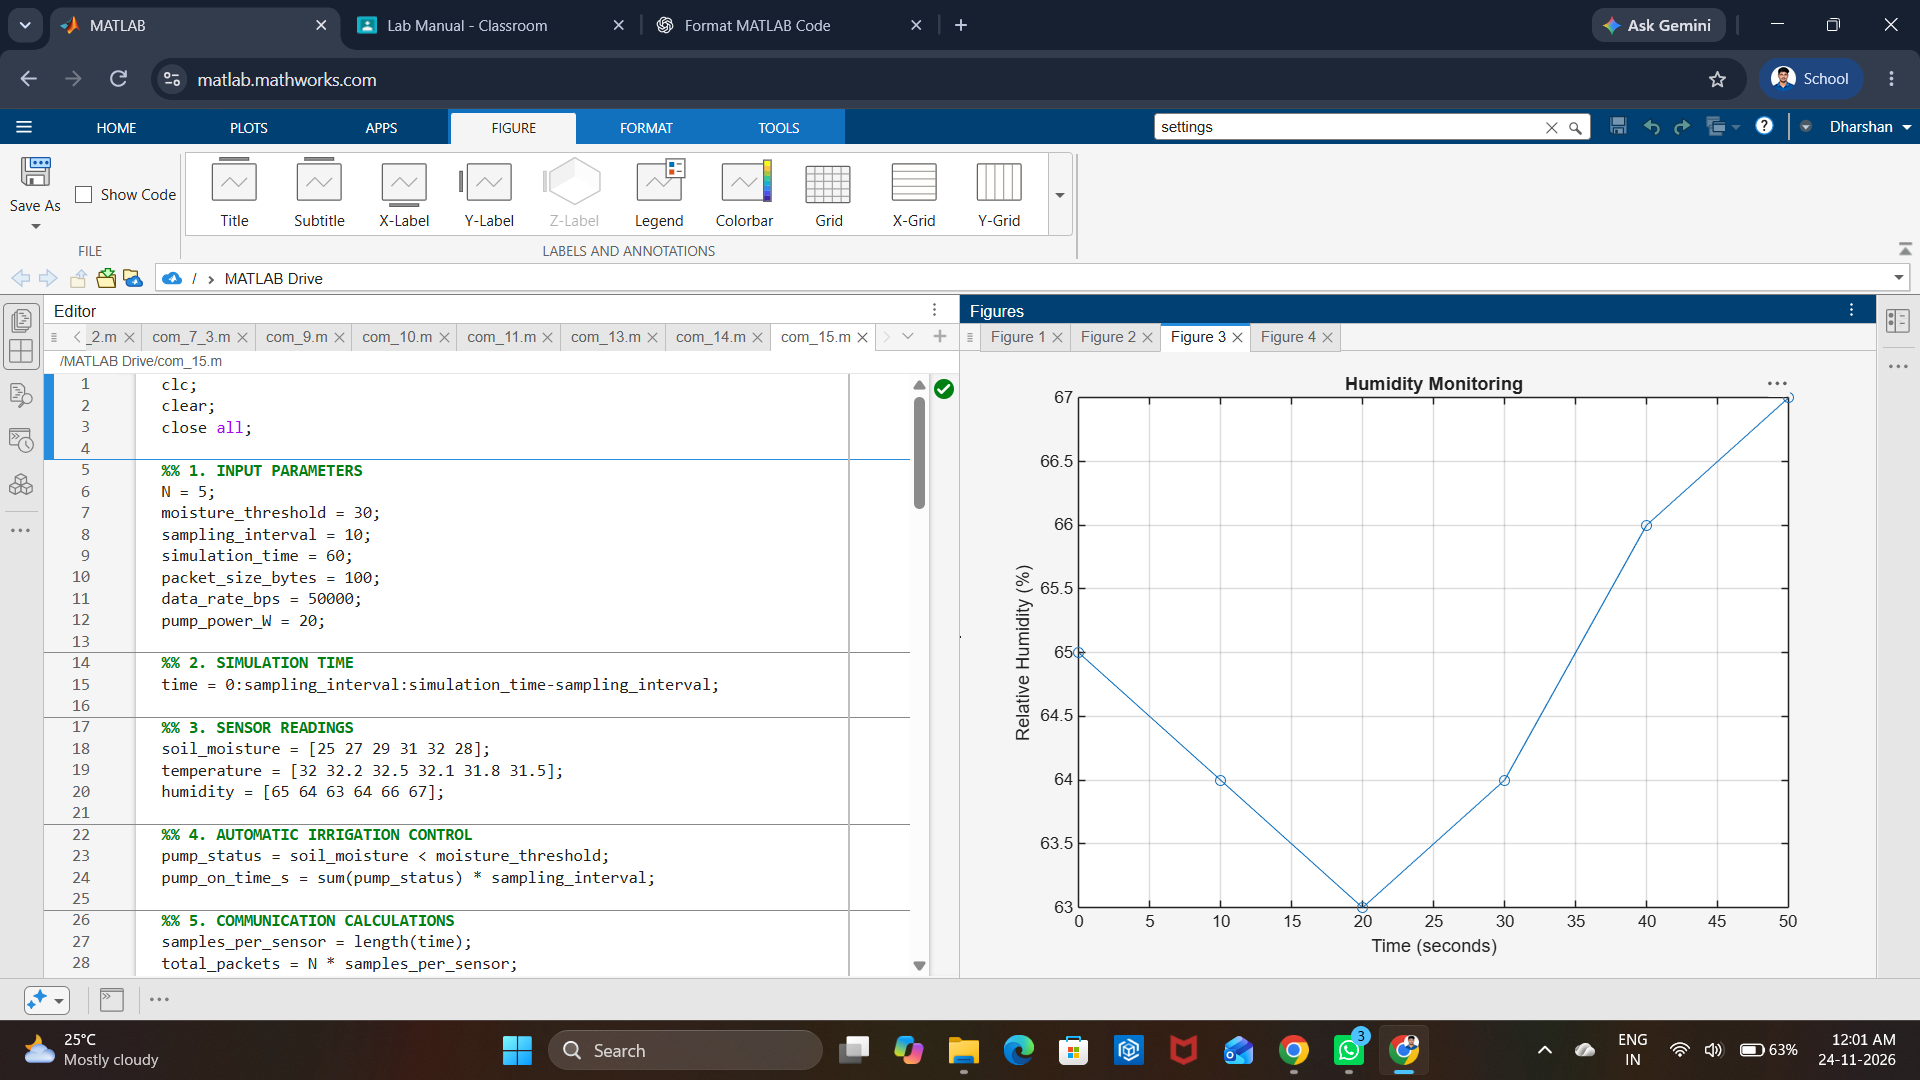 MATLAB
Lab Manual - Classroom
Format MATLAB Code
Ask Gemini
matlab.mathworks.com
School
HOME
PLOTS
APPS
FIGURE
FORMAT
TOOLS
settings
Dharshan
Save As
Show Code
FILE
Title
Subtitle
X-Label
Y-Label
Z-Label
Legend
Colorbar
Grid
X-Grid
Y-Grid
LABELS AND ANNOTATIONS
/ › MATLAB Drive
Editor
_2.m
com_7_3.m
com_9.m
com_10.m
com_11.m
com_13.m
com_14.m
com_15.m
/MATLAB Drive/com_15.m
1 clc;
2 clear;
3 close all;
4
5 %% 1. INPUT PARAMETERS
6 N = 5;
7 moisture_threshold = 30;
8 sampling_interval = 10;
9 simulation_time = 60;
10 packet_size_bytes = 100;
11 data_rate_bps = 50000;
12 pump_power_W = 20;
13
14 %% 2. SIMULATION TIME
15 time = 0:sampling_interval:simulation_time-sampling_interval;
16
17 %% 3. SENSOR READINGS
18 soil_moisture = [25 27 29 31 32 28];
19 temperature = [32 32.2 32.5 32.1 31.8 31.5];
20 humidity = [65 64 63 64 66 67];
21
22 %% 4. AUTOMATIC IRRIGATION CONTROL
23 pump_status = soil_moisture < moisture_threshold;
24 pump_on_time_s = sum(pump_status) * sampling_interval;
25
26 %% 5. COMMUNICATION CALCULATIONS
27 samples_per_sensor = length(time);
28 total_packets = N * samples_per_sensor;
Figures
Figure 1
Figure 2
Figure 3
Figure 4
Humidity Monitoring
67
66.5
66
65.5
65
64.5
64
63.5
63
Relative Humidity (%)
0 5 10 15 20 25 30 35 40 45 50
Time (seconds)
25°C
Mostly cloudy
Search
3
ENG
IN
63%
12:01 AM
24-11-2026